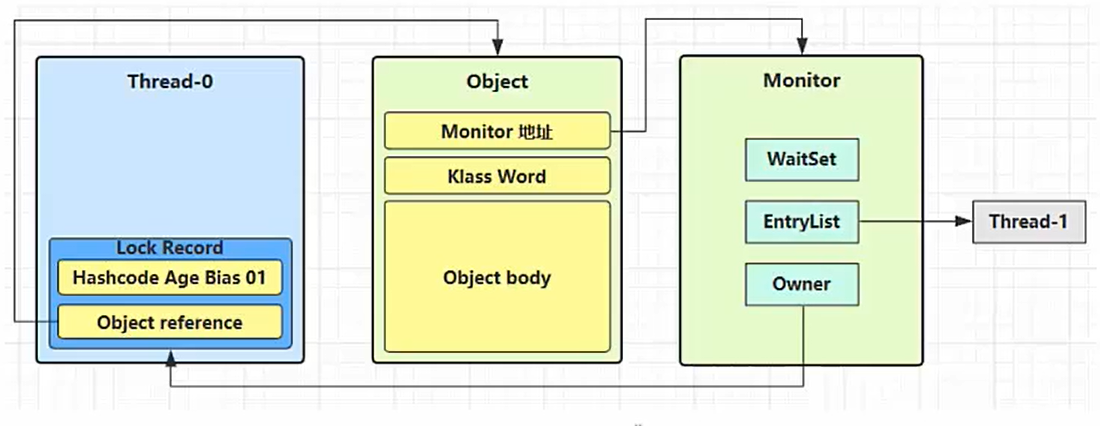 Thread-0
Lock Record
Hashcode Age Bias 01
Object reference
Object
Monitor 地址
Klass Word
Object body
Monitor
WaitSet
EntryList
Owner
Thread-1